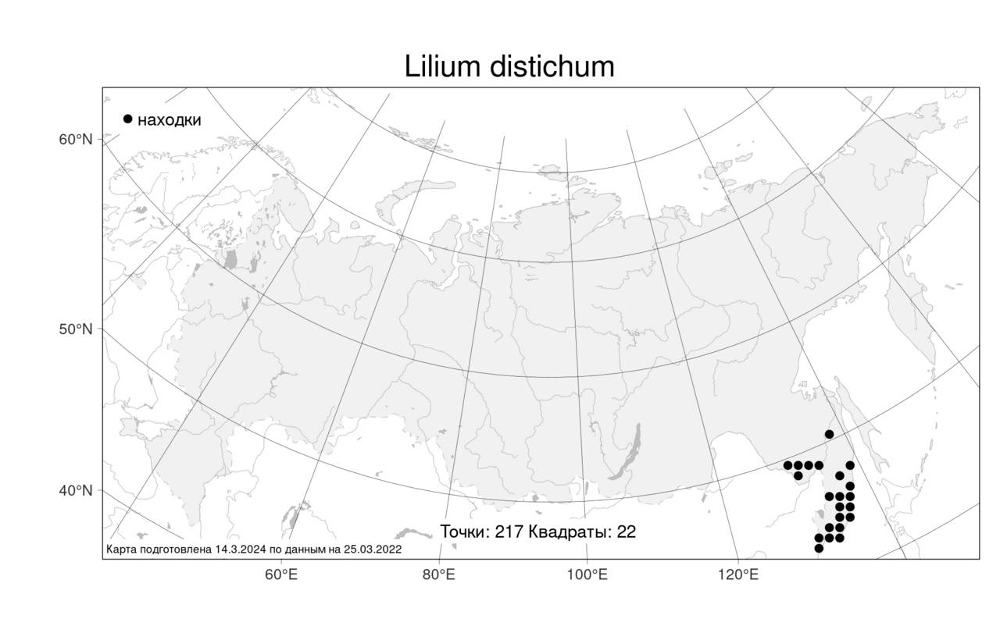 Lilium distichum
находки
60°N
50°N
40°N
Точки: 217 Квадраты: 22
Карта подготовлена 14.3.2024 по данным на 25.03.2022
60°E
80°E
100°E
120°E